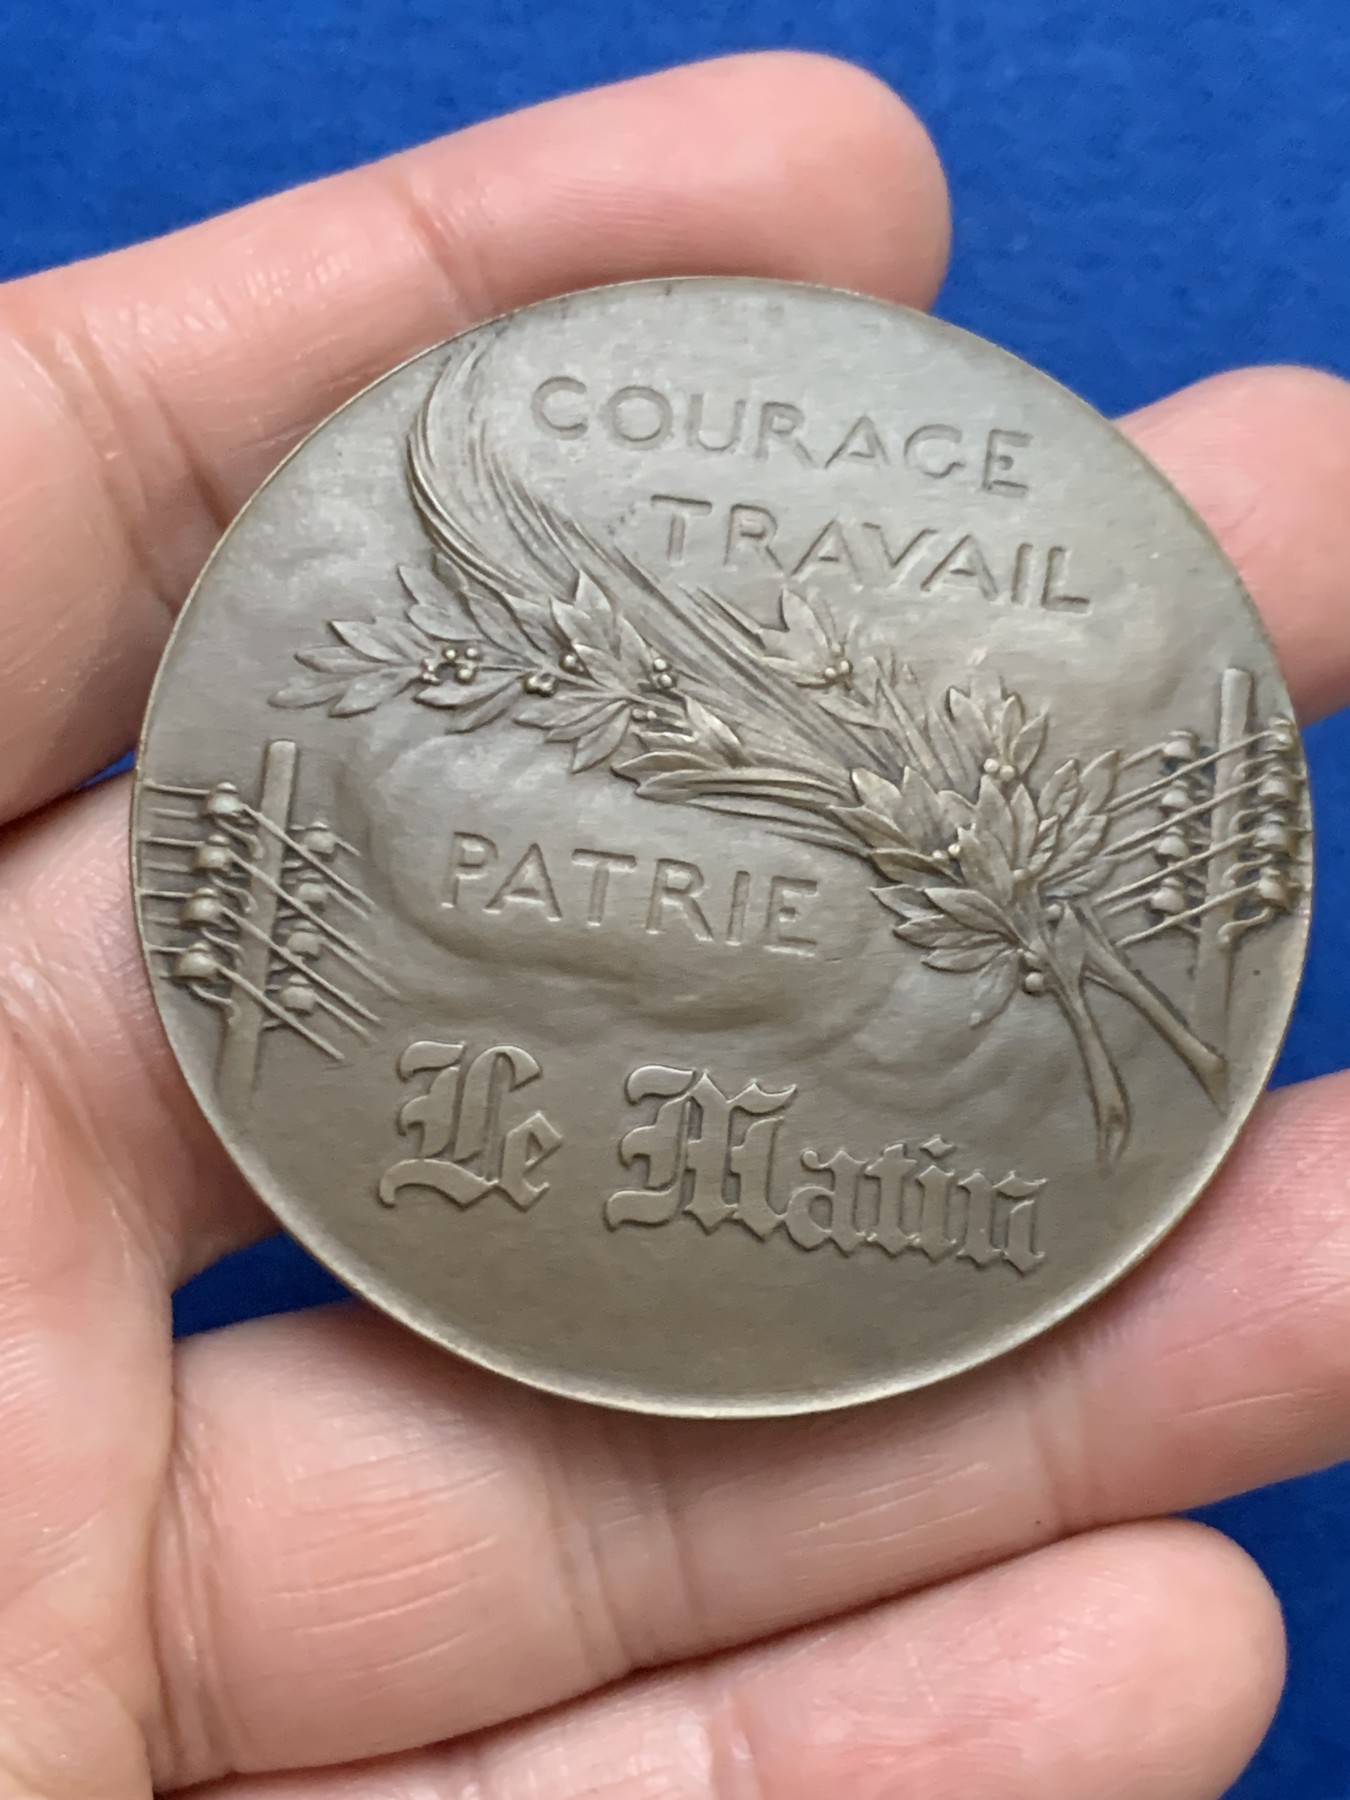 COURAGE
TRAVAIL
PATRIE
Le Matin